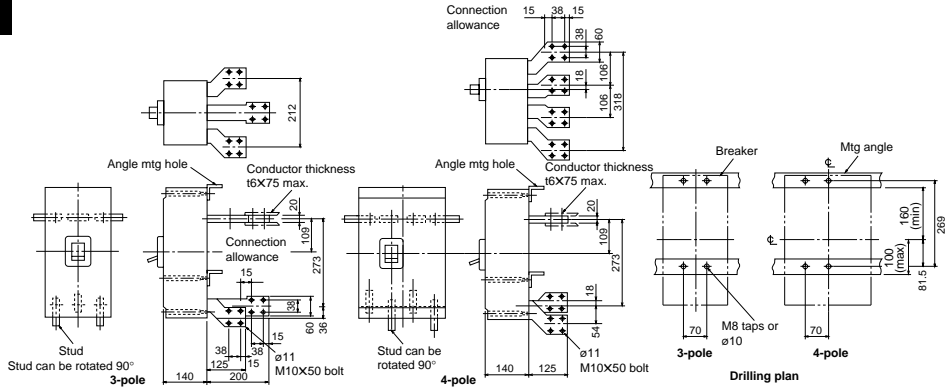 Connection
allowance
15 38 15
38
60
18
106
106
318
212
Angle mtg hole
Conductor thickness
t6X75 max.
20
109
273
Connection
allowance
15
38
60
36
15
38 38
125 15
ø11
M10X50 bolt
140 200
Stud
Stud can be rotated 90°
3-pole
Angle mtg hole
Conductor thickness
t6X75 max.
20
109
273
18
54
ø11
M10X50 bolt
140 125
Stud can be
rotated 90°
4-pole
Breaker
Mtg angle
℄
℄
160
(min)
100
(max)
269
81.5
M8 taps or
ø10
70
70
3-pole
4-pole
Drilling plan